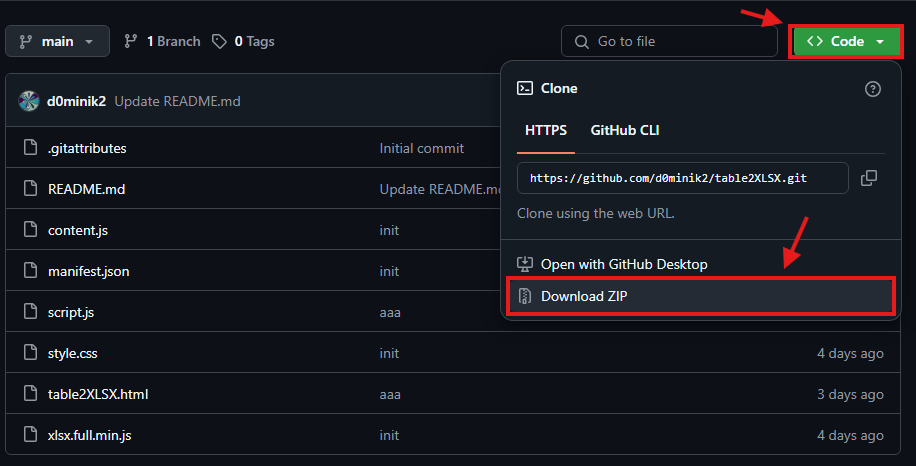 main 1 Branch 0 Tags Go to file Code
d0minik2 Update README.md
Clone
HTTPS GitHub CLI
https://github.com/d0minik2/table2XLSX.git
Clone using the web URL.
Open with GitHub Desktop
Download ZIP
.gitattributes Initial commit
README.md Update README.md
content.js init
manifest.json init
script.js aaa
style.css init 4 days ago
table2XLSX.html aaa 3 days ago
xlsx.full.min.js init 4 days ago